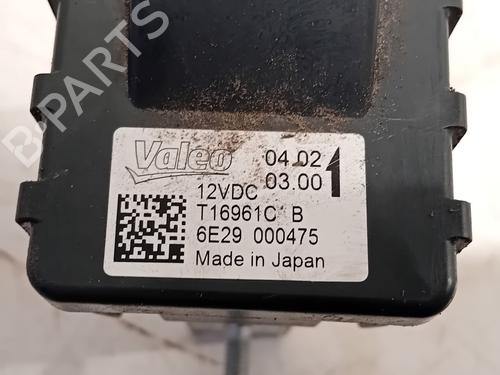 B-PARTS
Valeo
04.02
03.00 1
12VDC
T16961C B
6E29 000475
Made in Japan